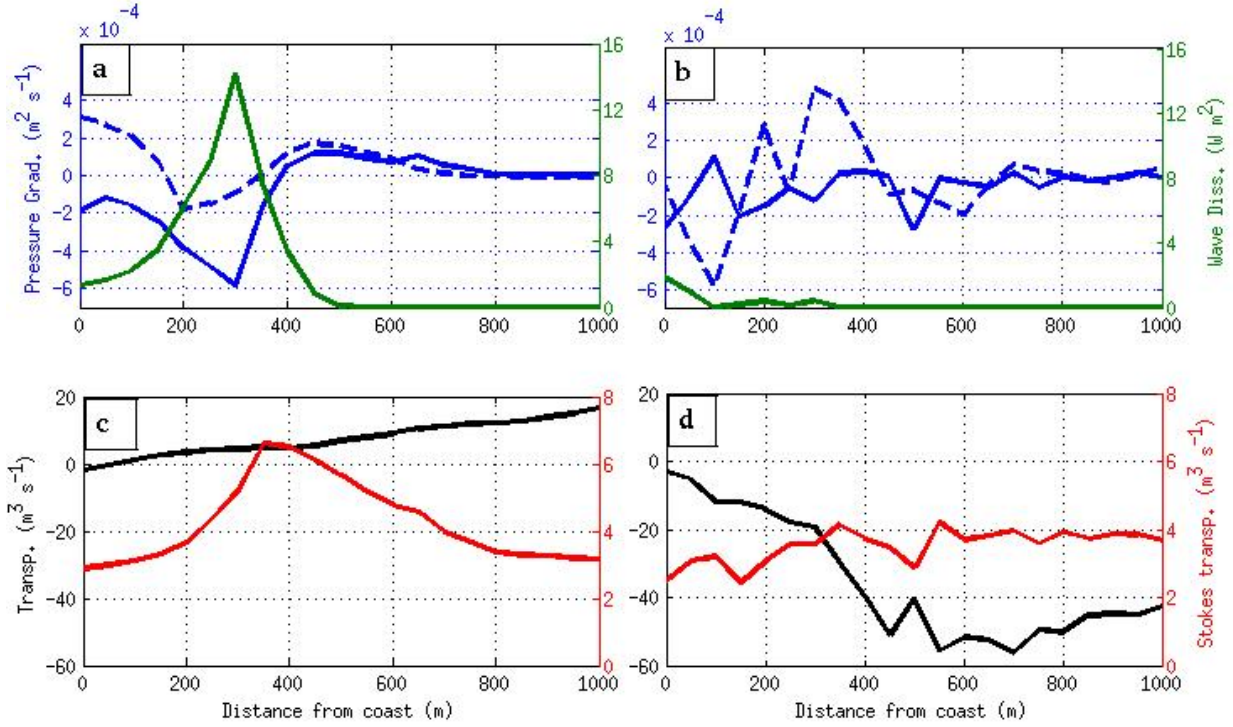 x 10⁻⁴
x 10⁻⁴
a
b
Pressure Grad. (m² s⁻¹)
4
2
0
-2
-4
-6
16
12
8
4
0
4
2
0
-2
-4
-6
16
12
8
4
0
Wave Diss. (W m²)
0 200 400 600 800 1000
0 200 400 600 800 1000
c
d
Transp. (m³ s⁻¹)
20
0
-20
-40
-60
8
6
4
2
0
20
0
-20
-40
-60
8
6
4
2
0
Stokes transp. (m³ s⁻¹)
0 200 400 600 800 1000
0 200 400 600 800 1000
Distance from coast (m)
Distance from coast (m)